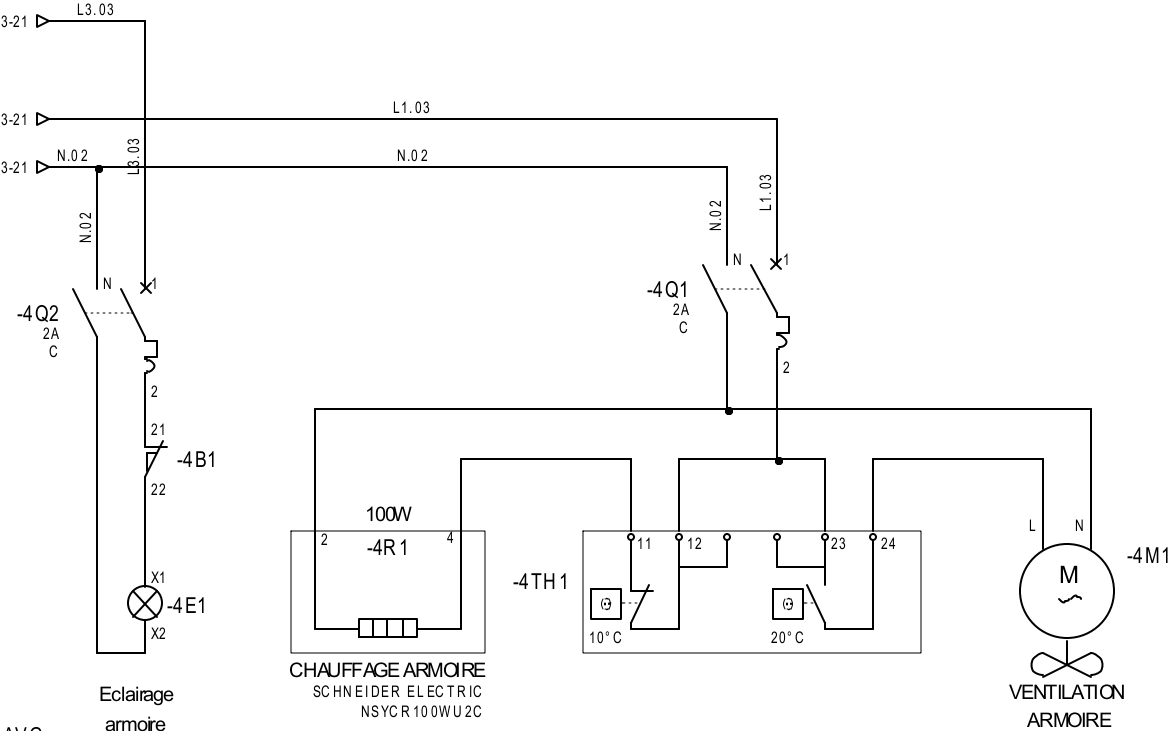 3-21
L3.03
3-21
L1.03
L3.03
3-21
N.02
N.02
N.02
N.02
L1.03
N
1
-4Q2
2A
C
2
N
1
-4Q1
2A
C
2
21
-4B1
22
X1
-4E1
X2
Eclairage
armoire
100W
2
-4R1
4
CHAUFFAGE ARMOIRE
SCHNEIDER ELECTRIC
NSYCR100WU2C
-4TH1
11
12
23
24
10°C
20°C
L
N
M
-4M1
VENTILATION
ARMOIRE